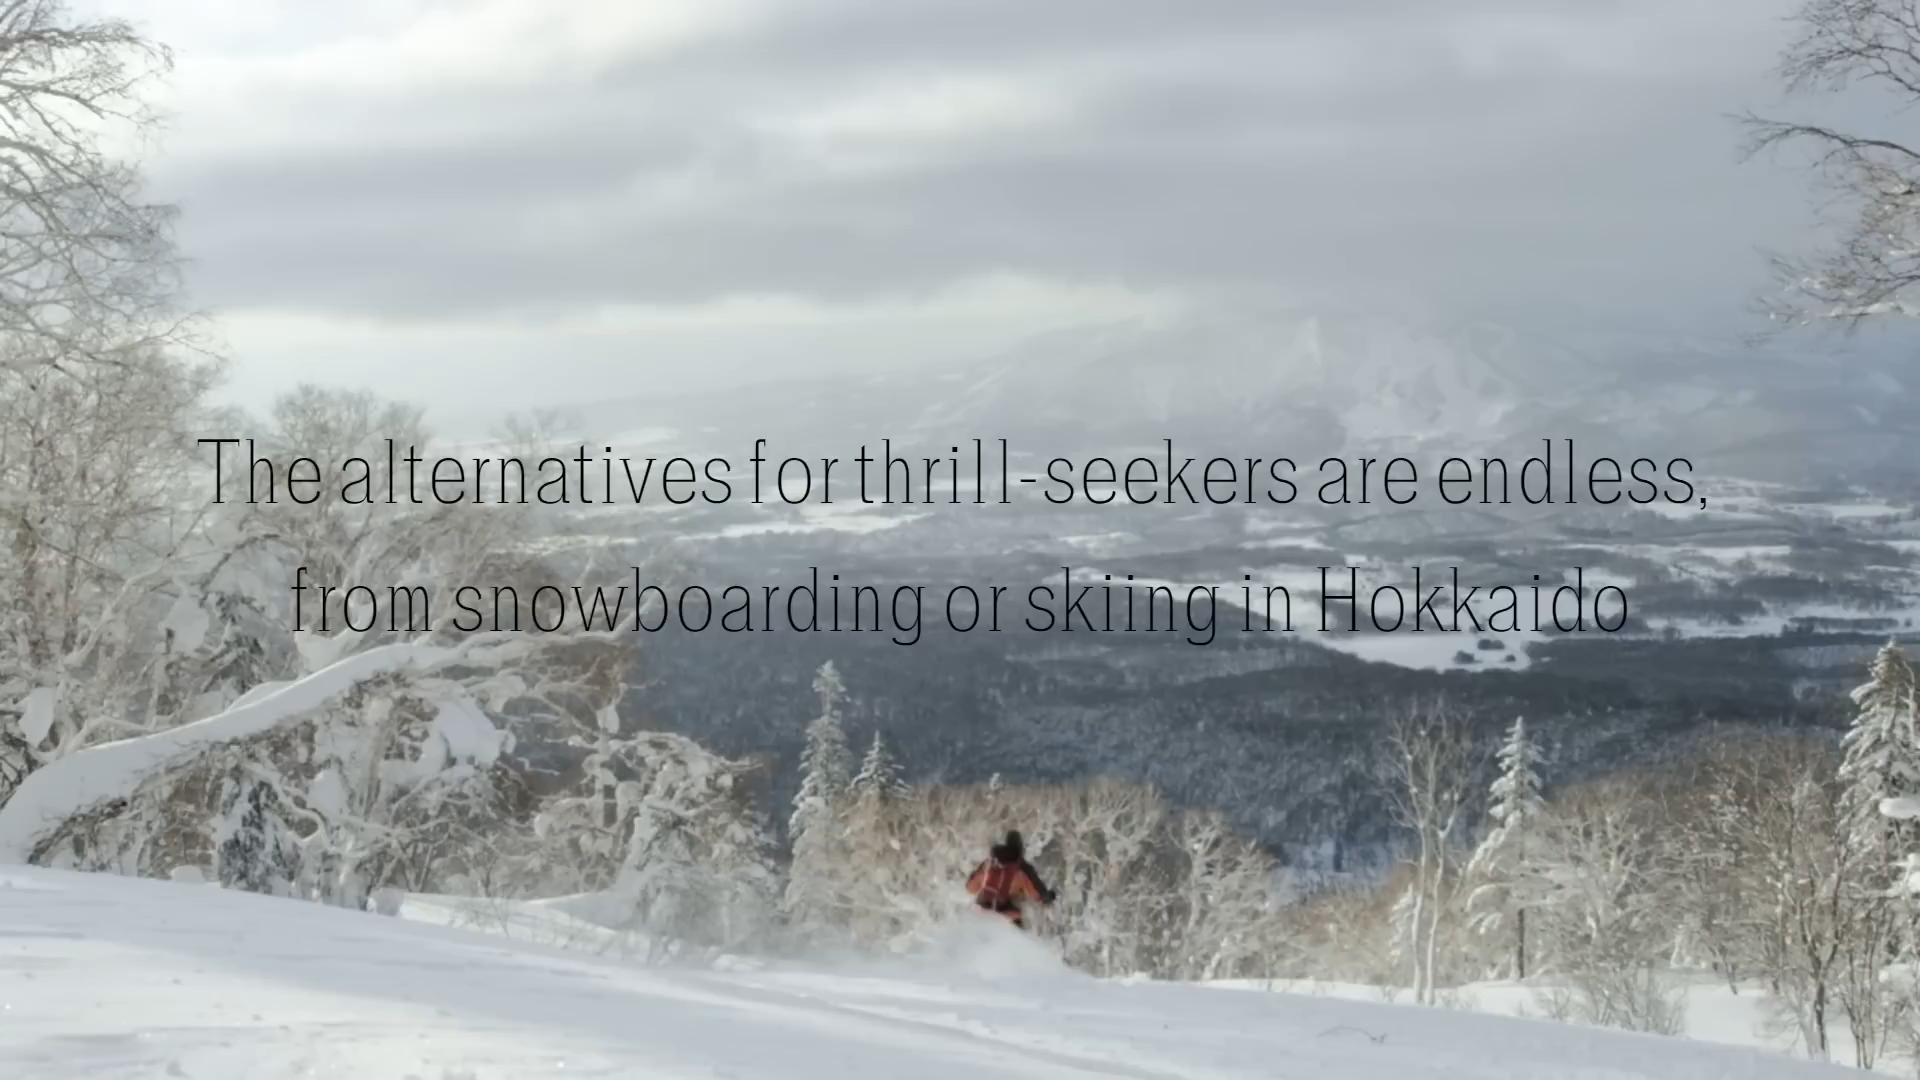 The alternatives for thrill-seekers are endless,
from snowboarding or skiing in Hokkaido